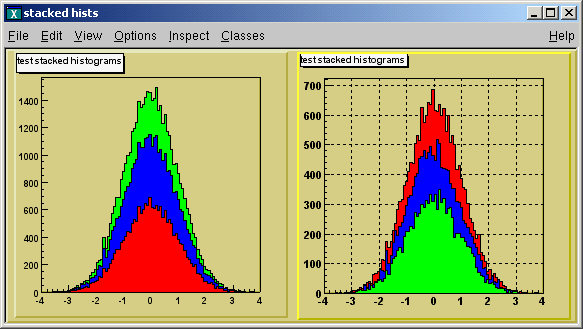 stacked hists
File Edit View Options Inspect Classes Help
test stacked histograms
1400
1200
1000
800
600
400
200
0
-4 -3 -2 -1 0 1 2 3 4
test stacked histograms
700
600
500
400
300
200
100
0
-4 -3 -2 -1 0 1 2 3 4